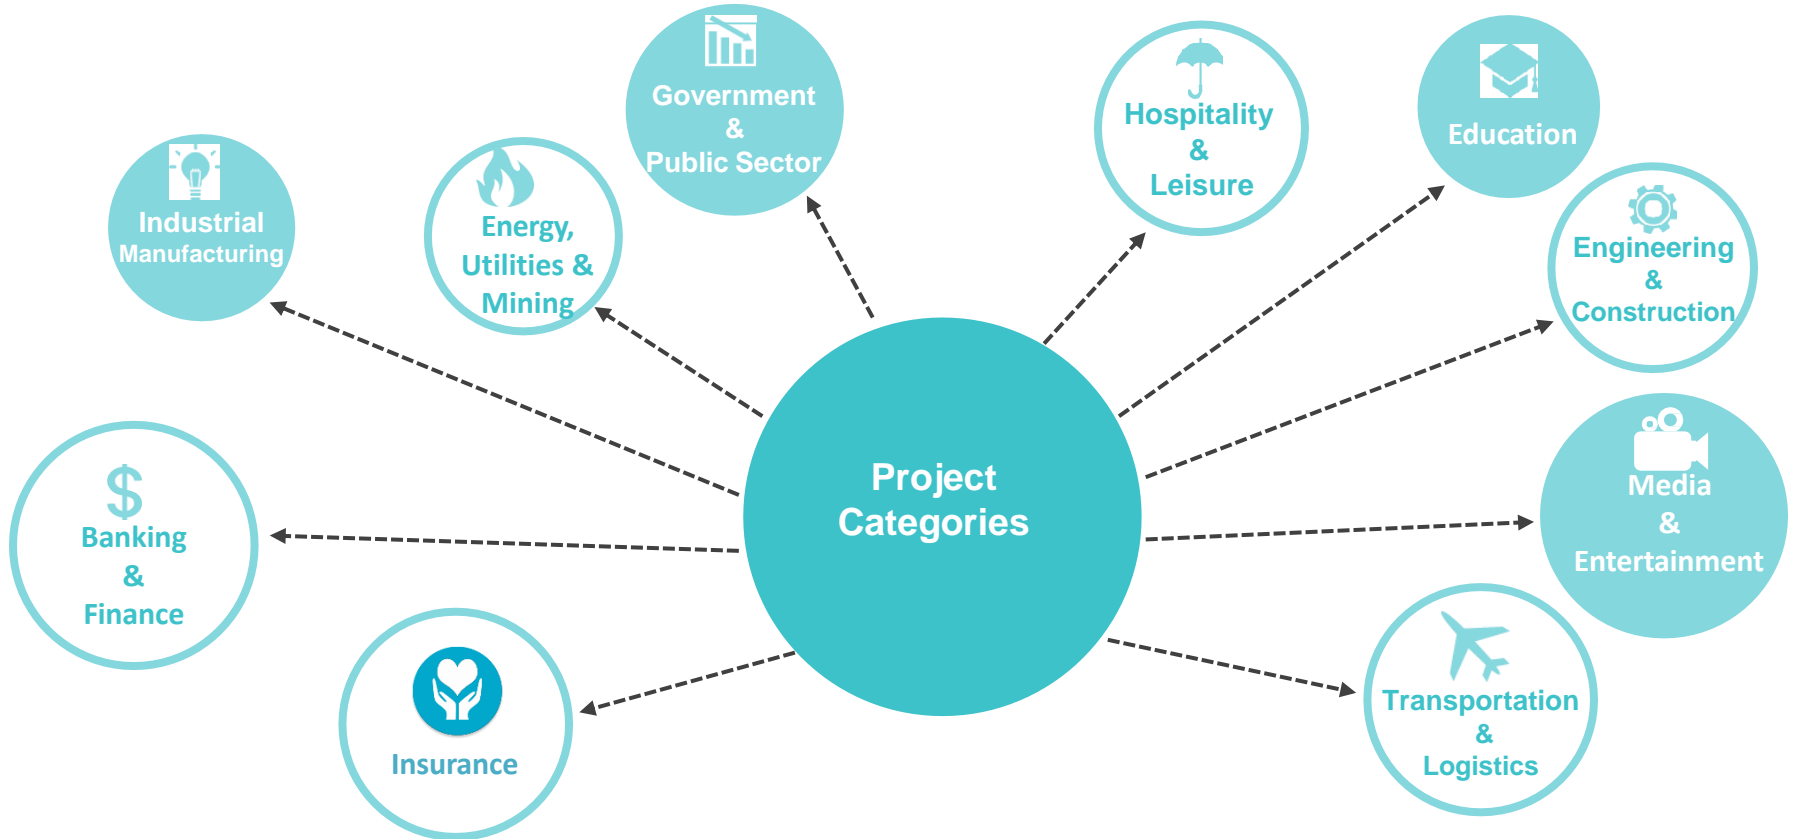 Government
&
Public Sector
Hospitality
&
Leisure
Education
Industrial
Manufacturing
Energy,
Utilities &
Mining
Engineering
&
Construction
Project
Categories
Media
&
Entertainment
$
Banking
&
Finance
Insurance
Transportation
&
Logistics